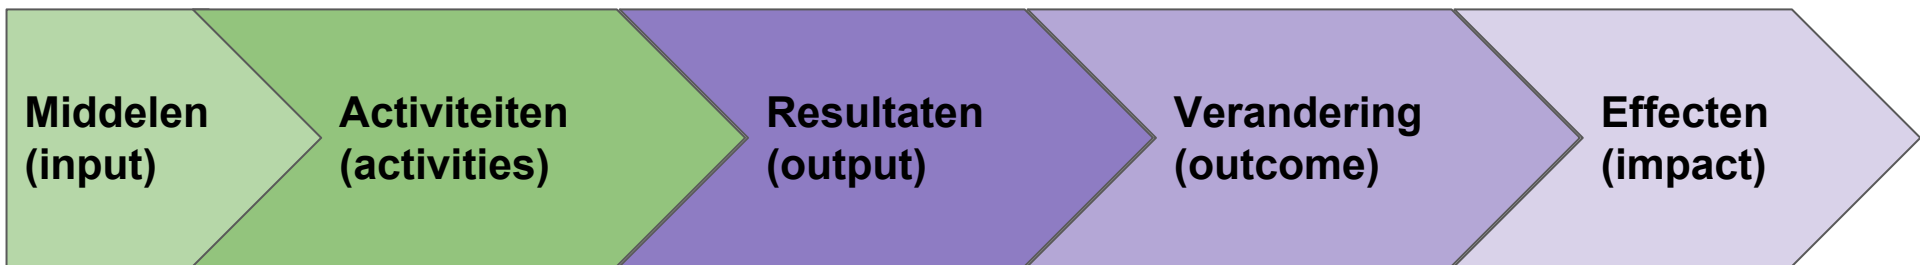 Middelen
(input)
Activiteiten
(activities)
Resultaten
(output)
Verandering
(outcome)
Effecten
(impact)